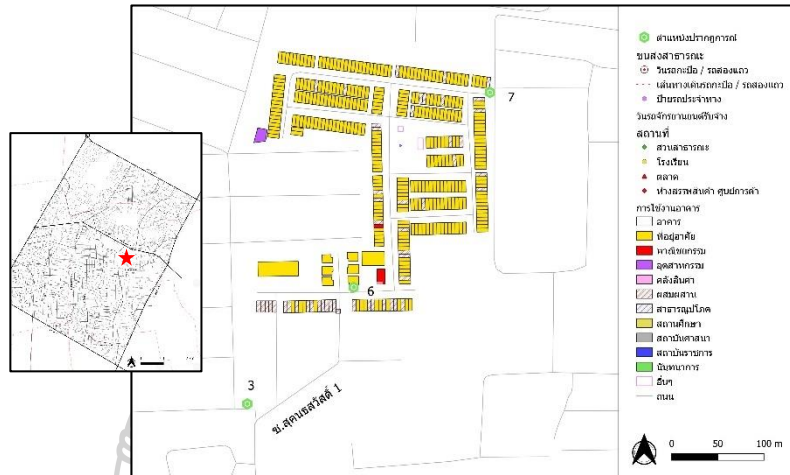 7
6
3
ซ.สุคนธสวัสดิ์ 1
ตำแหน่งปรากฏการณ์
ขนส่งสาธารณะ
วินรถกะป๊อ / รถสองแถว
เส้นทางเดินรถกะป๊อ / รถสองแถว
ป้ายรถประจำทาง
วินรถจักรยานยนต์รับจ้าง
สถานที่
สวนสาธารณะ
โรงเรียน
ตลาด
ห้างสรรพสินค้า ศูนย์การค้า
การใช้งานอาคาร
อาคาร
ที่อยู่อาศัย
พาณิชยกรรม
อุตสาหกรรม
คลังสินค้า
ผสมผสาน
สาธารณูปโภค
สถานศึกษา
สถาบันศาสนา
สถาบันราชการ
นันทนาการ
อื่นๆ
ถนน
0 50 100 m